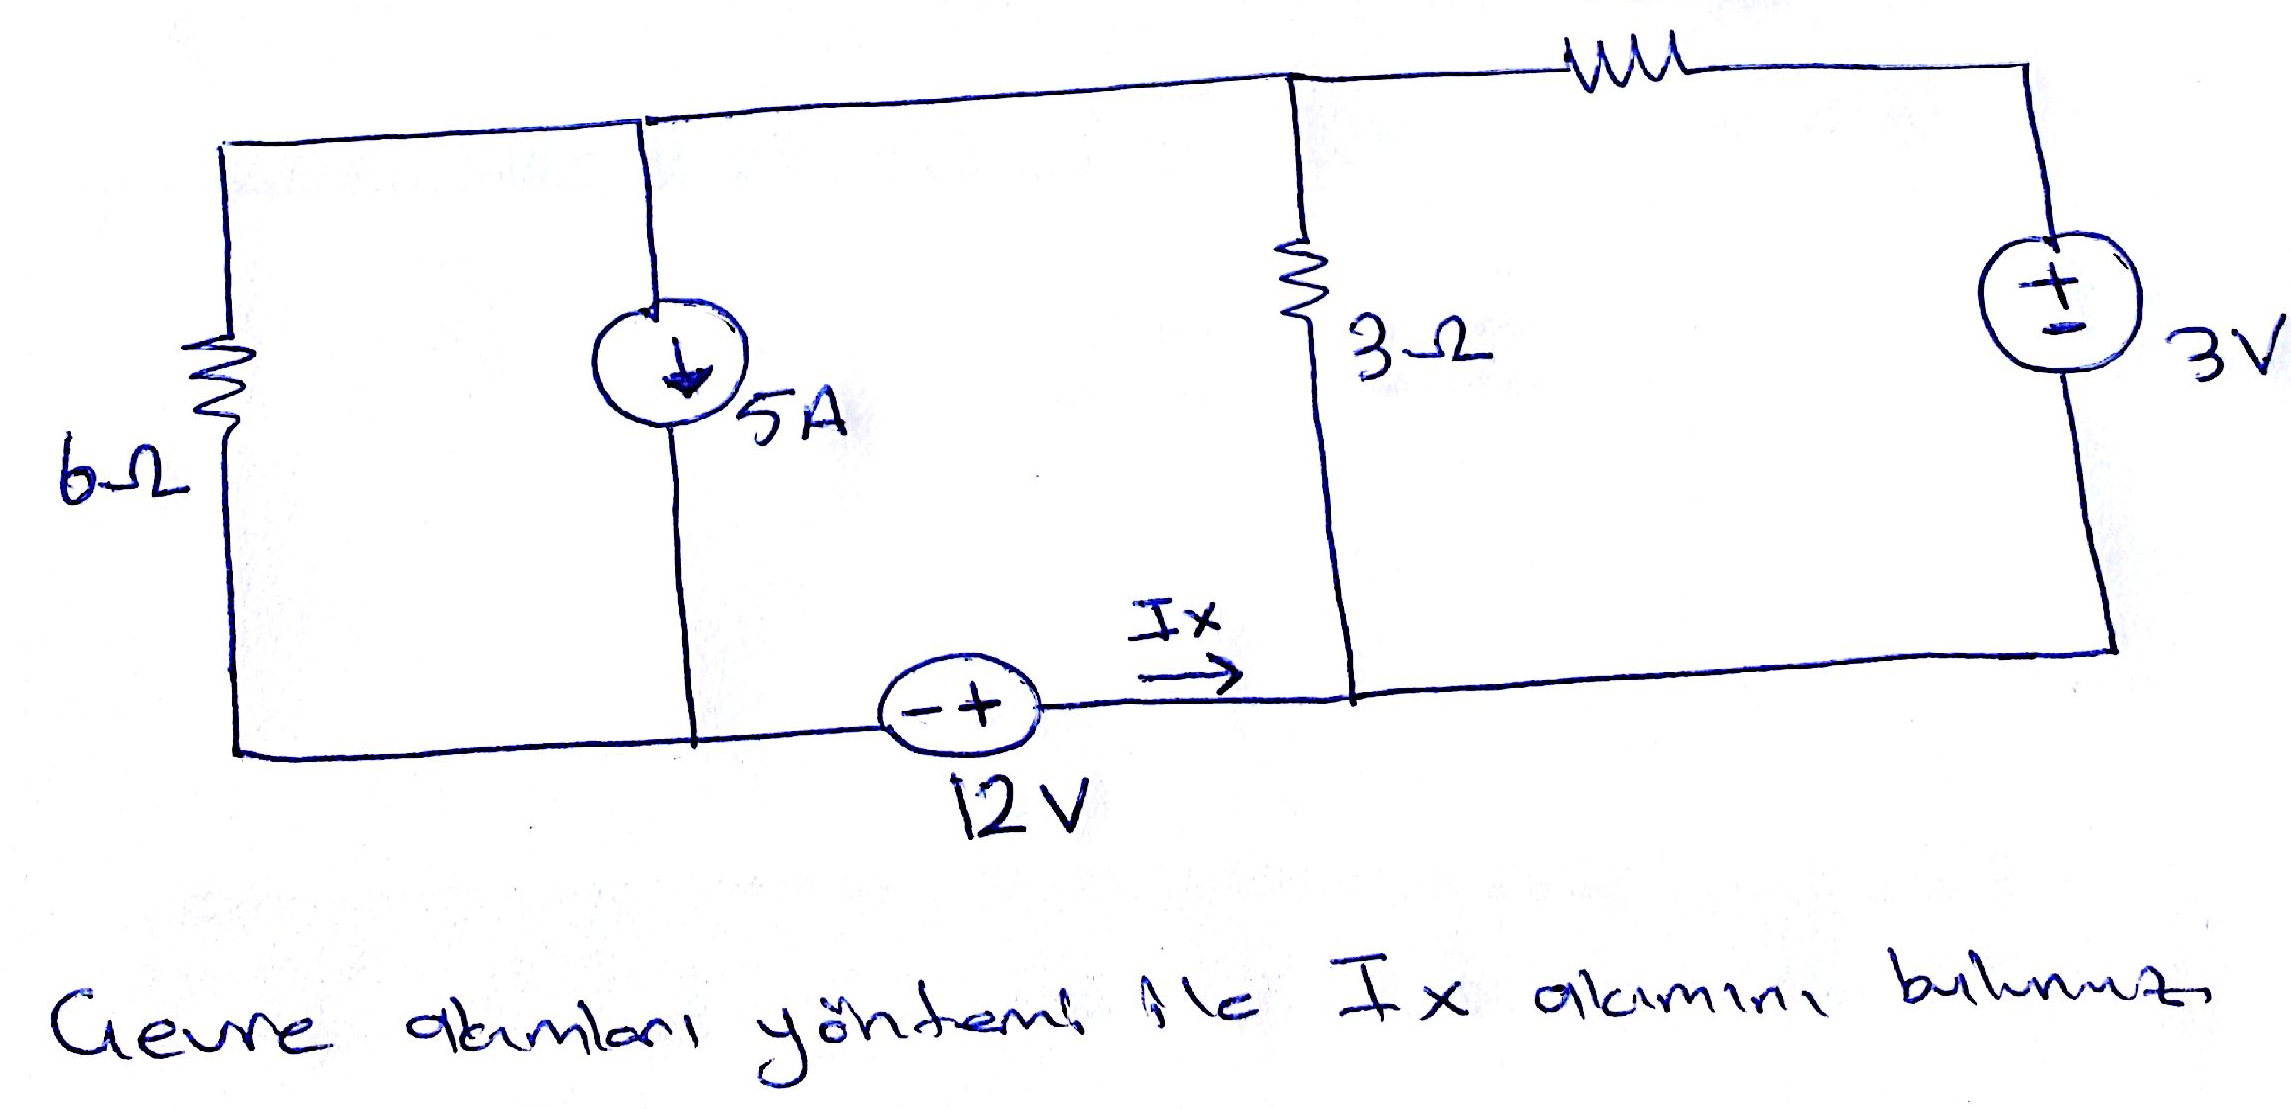 6Ω
5A
3Ω
+
-
3V
Ix
→
- +
12V
Çevre akımları yöntemi ile Ix akımını bulunuz.